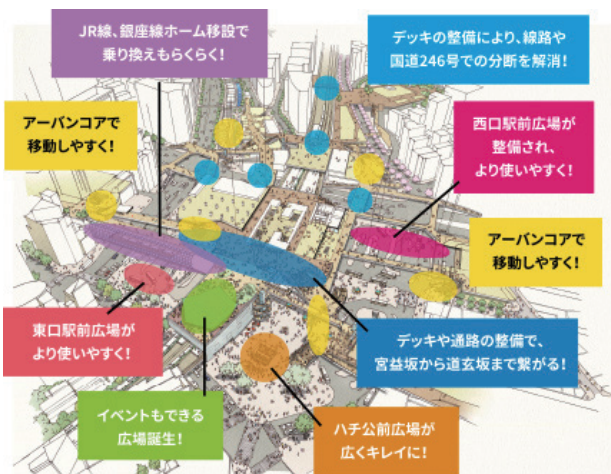 JR線、銀座線ホーム移設で
乗り換えもらくらく!
デッキの整備により、線路や
国道246号での分断を解消!
アーバンコアで
移動しやすく!
西口駅前広場が
整備され、
より使いやすく!
アーバンコアで
移動しやすく!
東口駅前広場が
より使いやすく!
デッキや通路の整備で、
宮益坂から道玄坂まで繋がる!
イベントもできる
広場誕生!
ハチ公前広場が
広くキレイに!